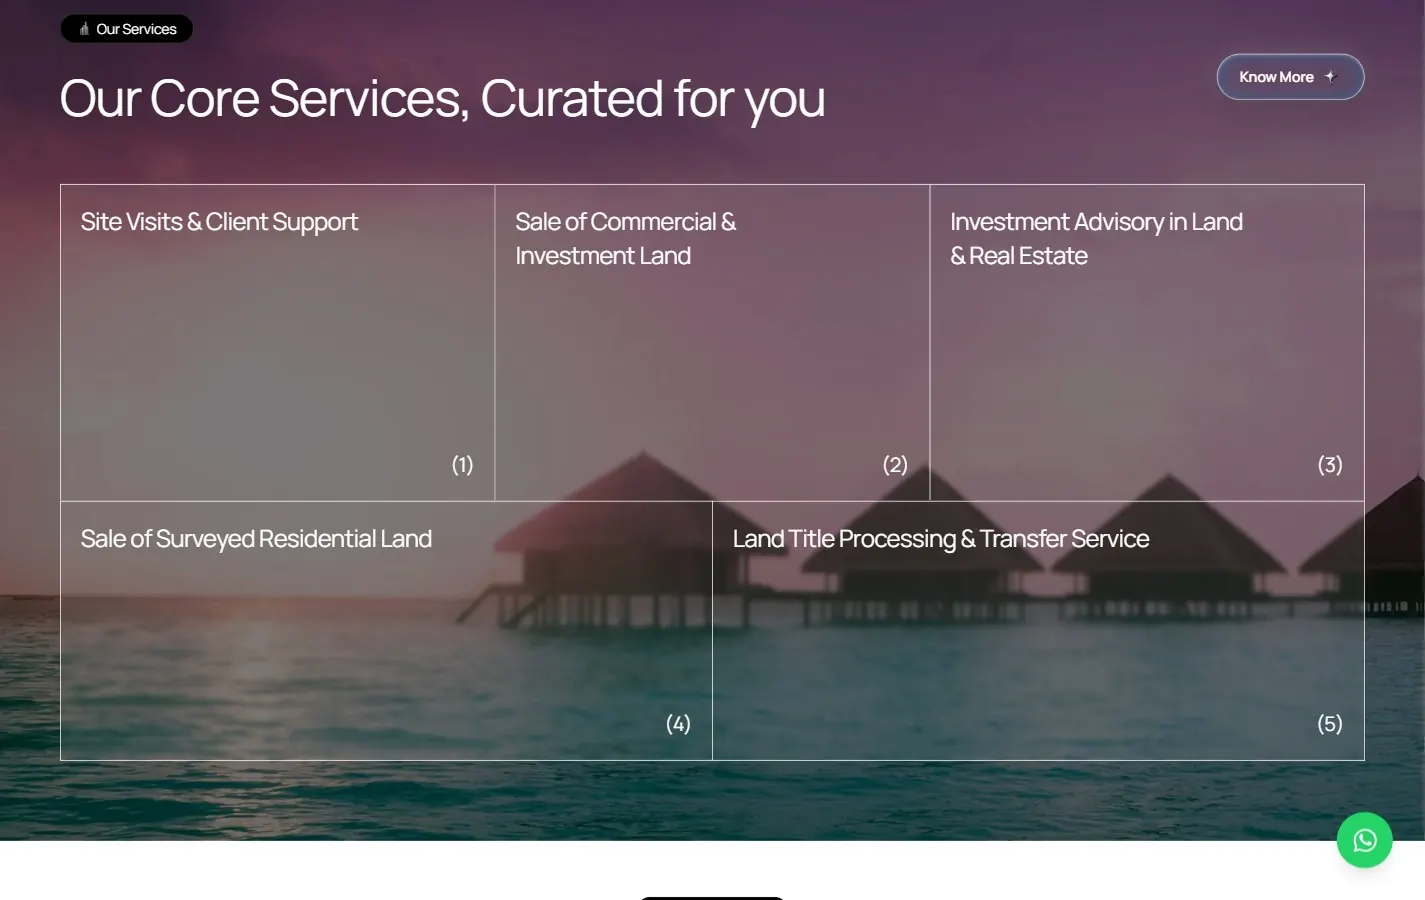 Our Services
Our Core Services, Curated for you
Know More
Site Visits & Client Support
(1)
Sale of Commercial &
Investment Land
(2)
Investment Advisory in Land
& Real Estate
(3)
Sale of Surveyed Residential Land
(4)
Land Title Processing & Transfer Service
(5)